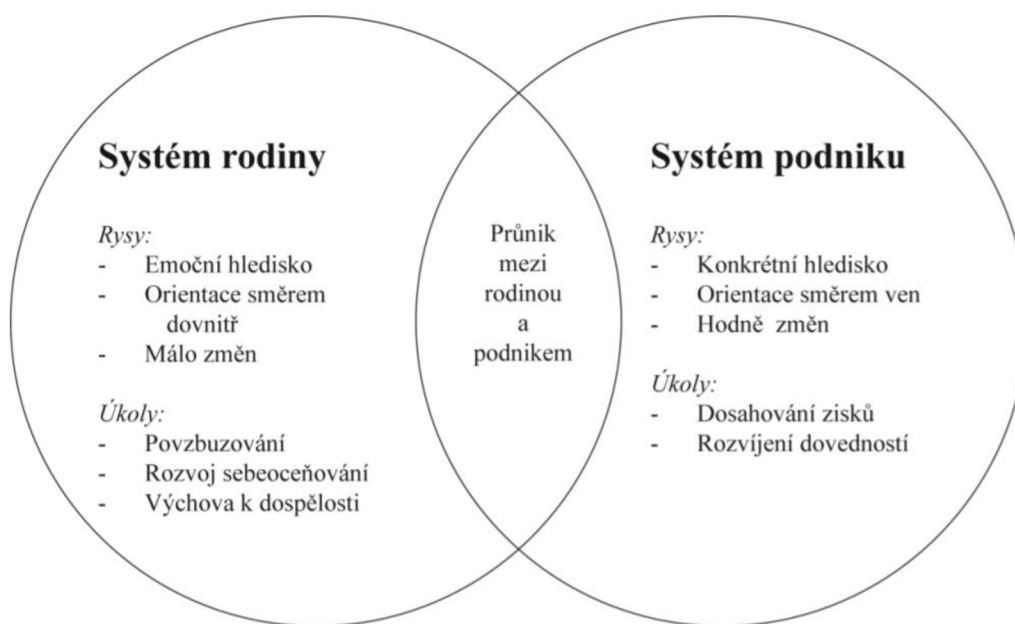 Systém rodiny
Rysy:
- Emoční hledisko
- Orientace směrem
dovnitř
- Málo změn
Úkoly:
- Povzbuzování
- Rozvoj sebeoceňování
- Výchova k dospělosti
Průnik
mezi
rodinou
a
podnikem
Systém podniku
Rysy:
- Konkrétní hledisko
- Orientace směrem ven
- Hodně změn
Úkoly:
- Dosahování zisků
- Rozvíjení dovedností